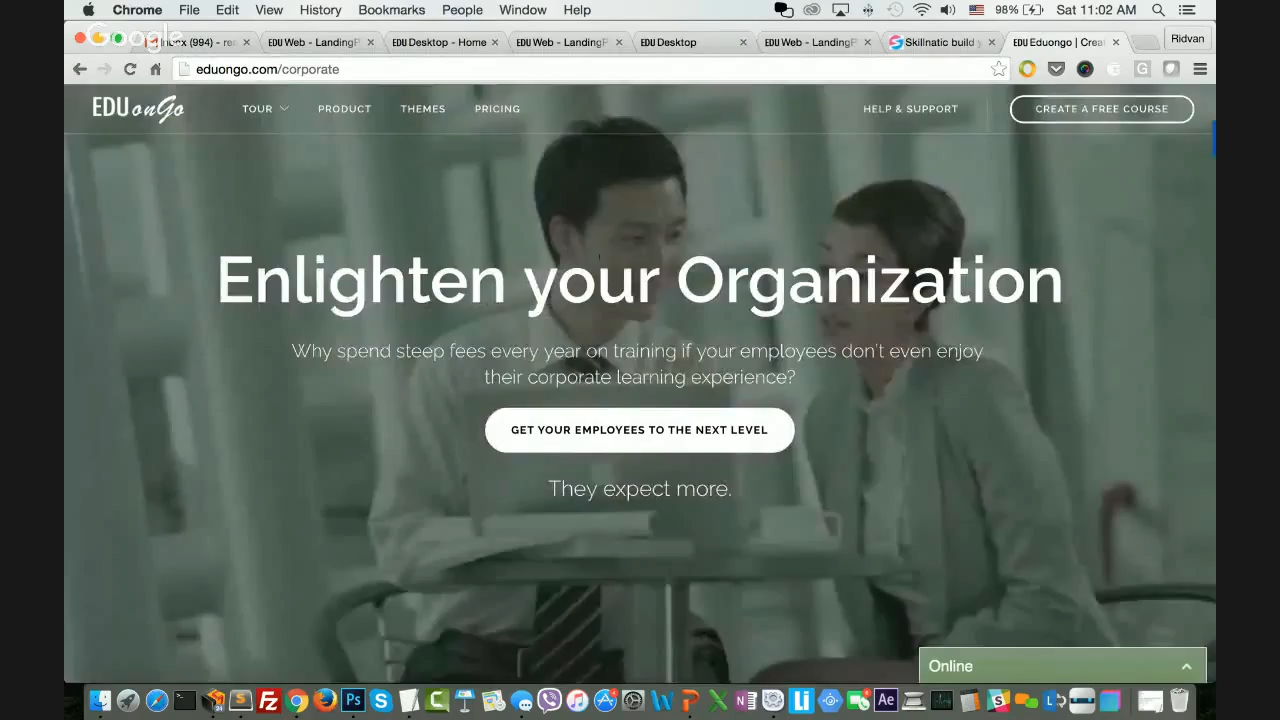 Chrome File Edit View History Bookmarks People Window Help 98% Sat 11:02 AM
Google
Inbox (994) - EDU Web - LandingP EDU Desktop - Home EDU Web - LandingP EDU Desktop EDU Web - LandingP Skillnatic build EDU Eduongo | Crea Ridvan
eduongo.com/corporate
EDU onGo TOUR PRODUCT THEMES PRICING HELP & SUPPORT CREATE A FREE COURSE
Enlighten your Organization
Why spend steep fees every year on training if your employees don't even enjoy
their corporate learning experience?
GET YOUR EMPLOYEES TO THE NEXT LEVEL
They expect more.
Online